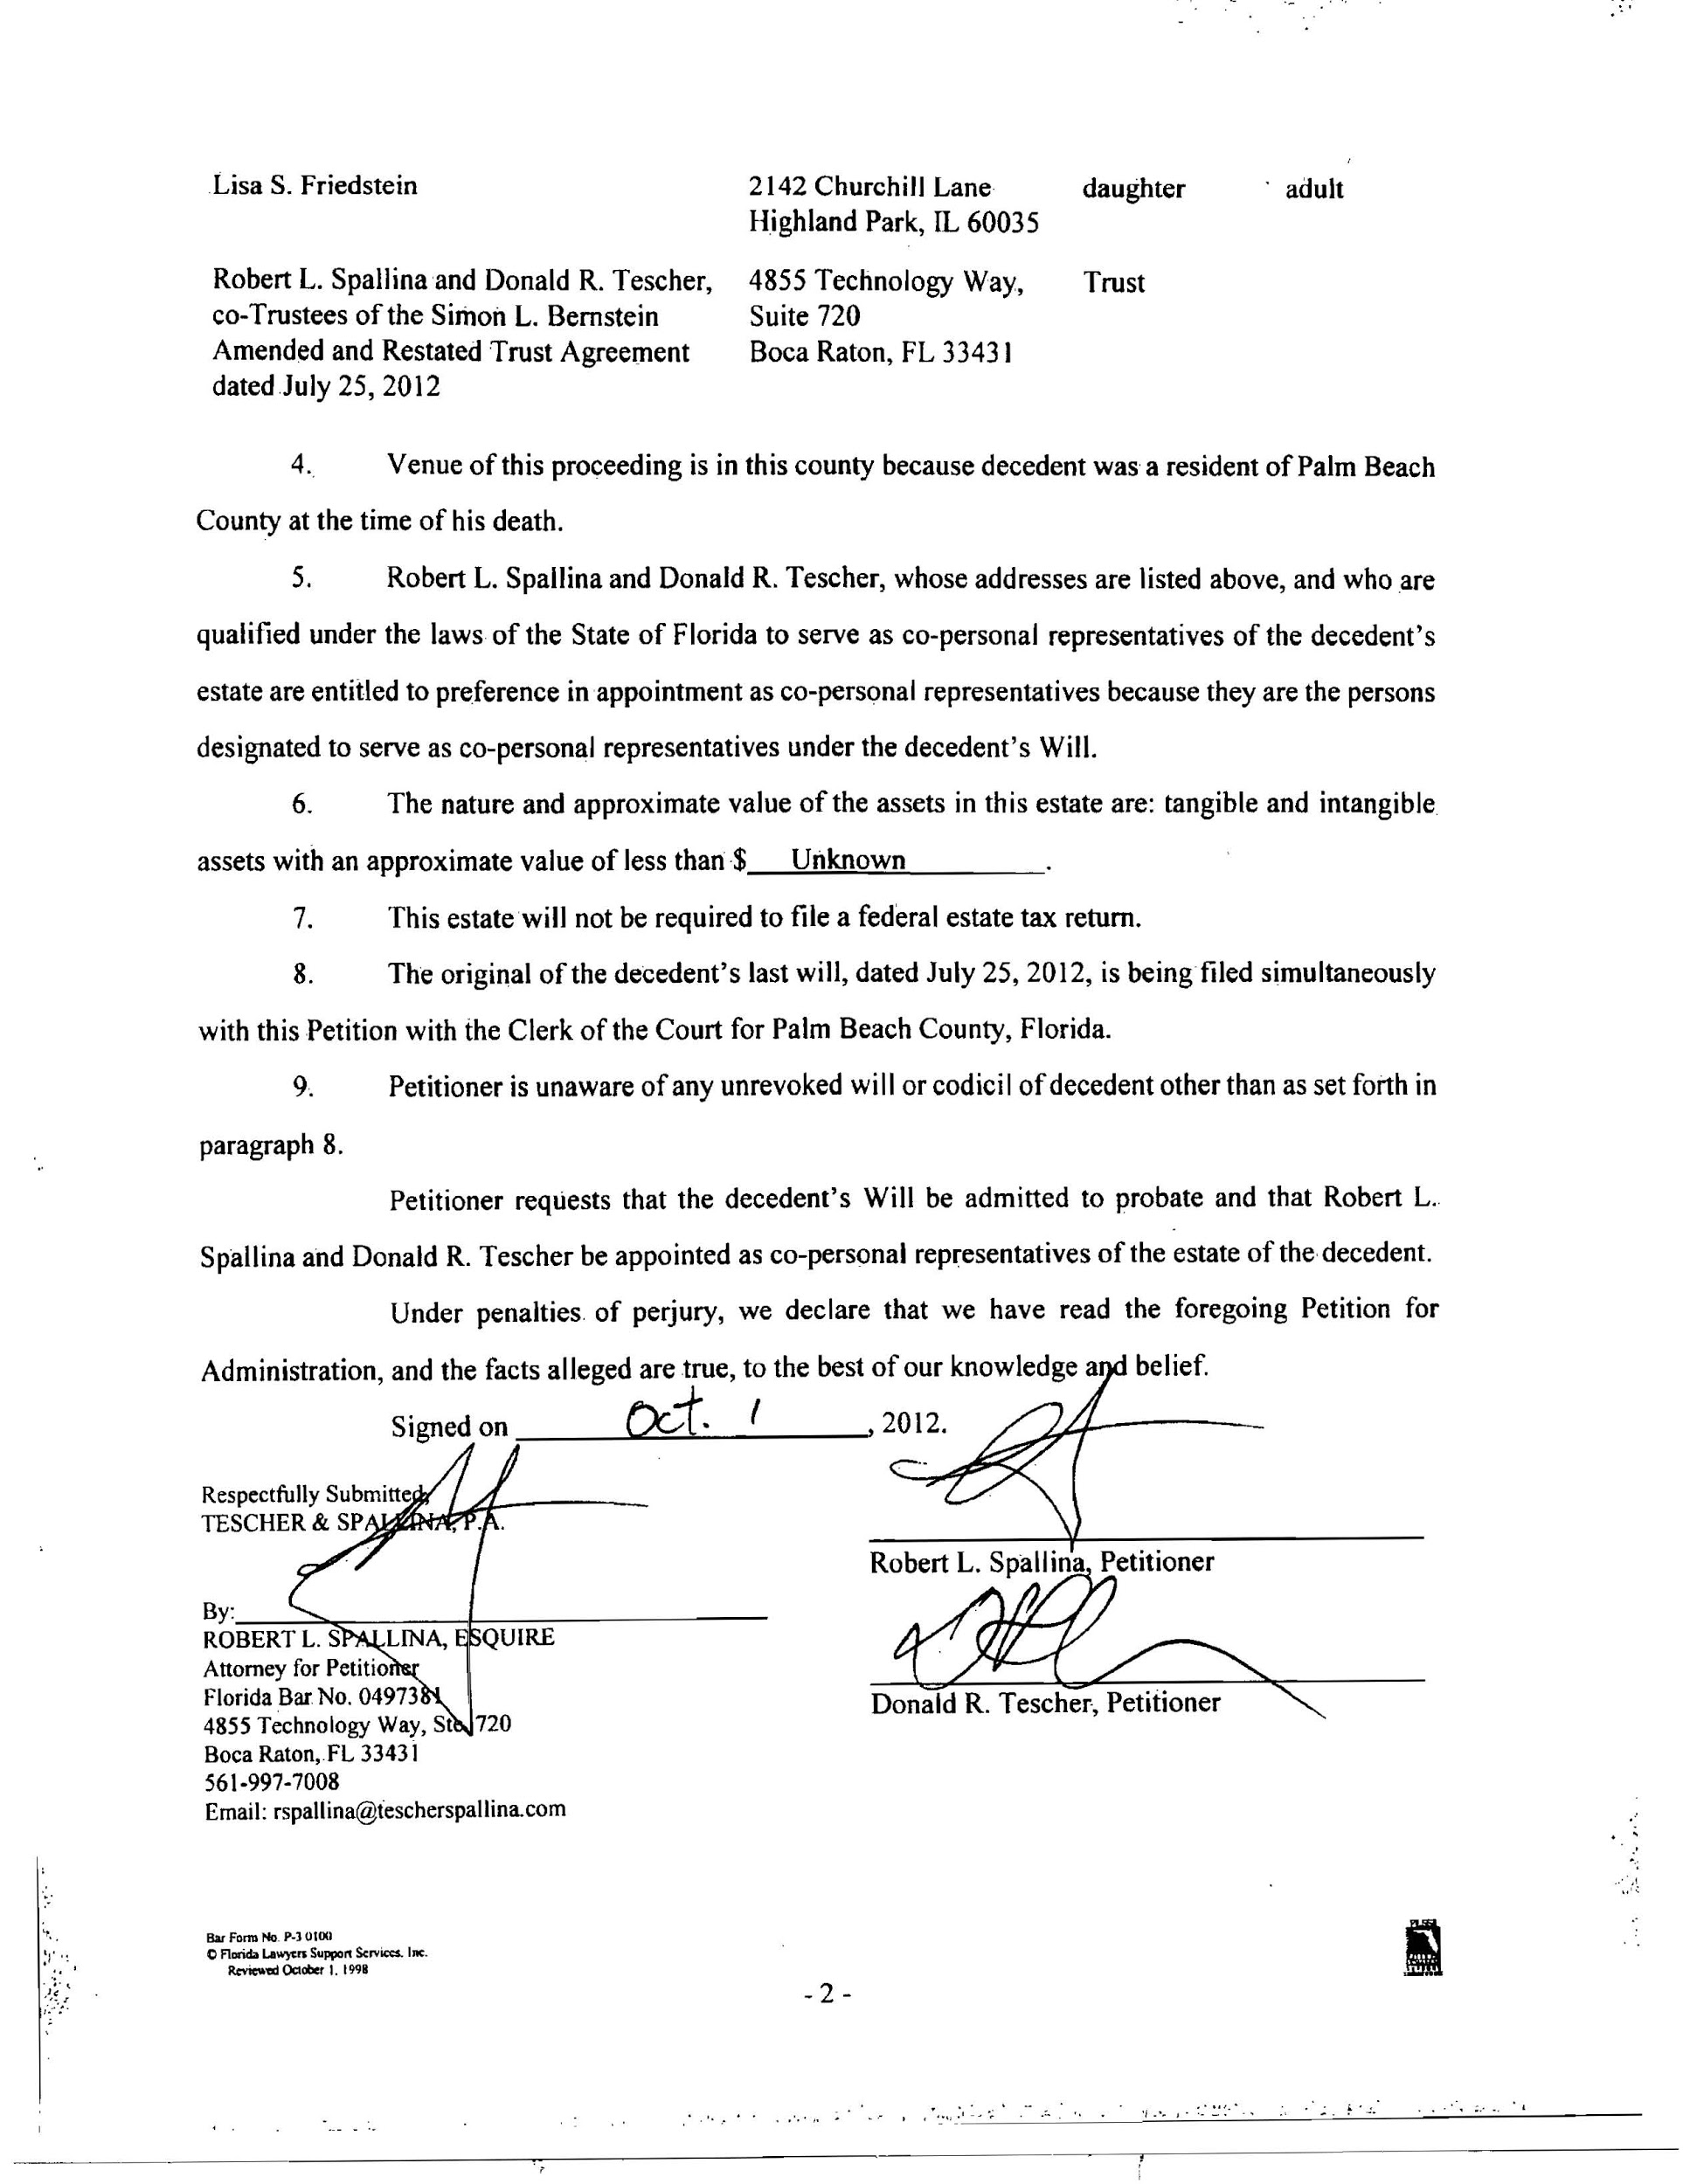 Lisa S. Friedstein 2142 Churchill Lane daughter adult
Highland Park, IL 60035
Robert L. Spallina and Donald R. Tescher, 4855 Technology Way, Trust
co-Trustees of the Simon L. Bernstein Suite 720
Amended and Restated Trust Agreement Boca Raton, FL 33431
dated July 25, 2012
4. Venue of this proceeding is in this county because decedent was a resident of Palm Beach
County at the time of his death.
5. Robert L. Spallina and Donald R. Tescher, whose addresses are listed above, and who are
qualified under the laws of the State of Florida to serve as co-personal representatives of the decedent's
estate are entitled to preference in appointment as co-personal representatives because they are the persons
designated to serve as co-personal representatives under the decedent's Will.
6. The nature and approximate value of the assets in this estate are: tangible and intangible
assets with an approximate value of less than $ Unknown .
7. This estate will not be required to file a federal estate tax return.
8. The original of the decedent's last will, dated July 25, 2012, is being filed simultaneously
with this Petition with the Clerk of the Court for Palm Beach County, Florida.
9. Petitioner is unaware of any unrevoked will or codicil of decedent other than as set forth in
paragraph 8.
Petitioner requests that the decedent's Will be admitted to probate and that Robert L.
Spallina and Donald R. Tescher be appointed as co-personal representatives of the estate of the decedent.
Under penalties of perjury, we declare that we have read the foregoing Petition for
Administration, and the facts alleged are true, to the best of our knowledge and belief.
Signed on Oct. 1 , 2012.
Respectfully Submitted,
TESCHER & SPALLINA, P.A.
Robert L. Spallina, Petitioner
By:
ROBERT L. SPALLINA, ESQUIRE
Attorney for Petitioner
Florida Bar No. 0497381
4855 Technology Way, Ste. 720
Boca Raton, FL 33431
561-997-7008
Email: rspallina@tescherspallina.com
Donald R. Tescher, Petitioner
Bar Form No. P-3 0100
© Florida Lawyers Support Services, Inc.
Reviewed October 1, 1998
- 2 -